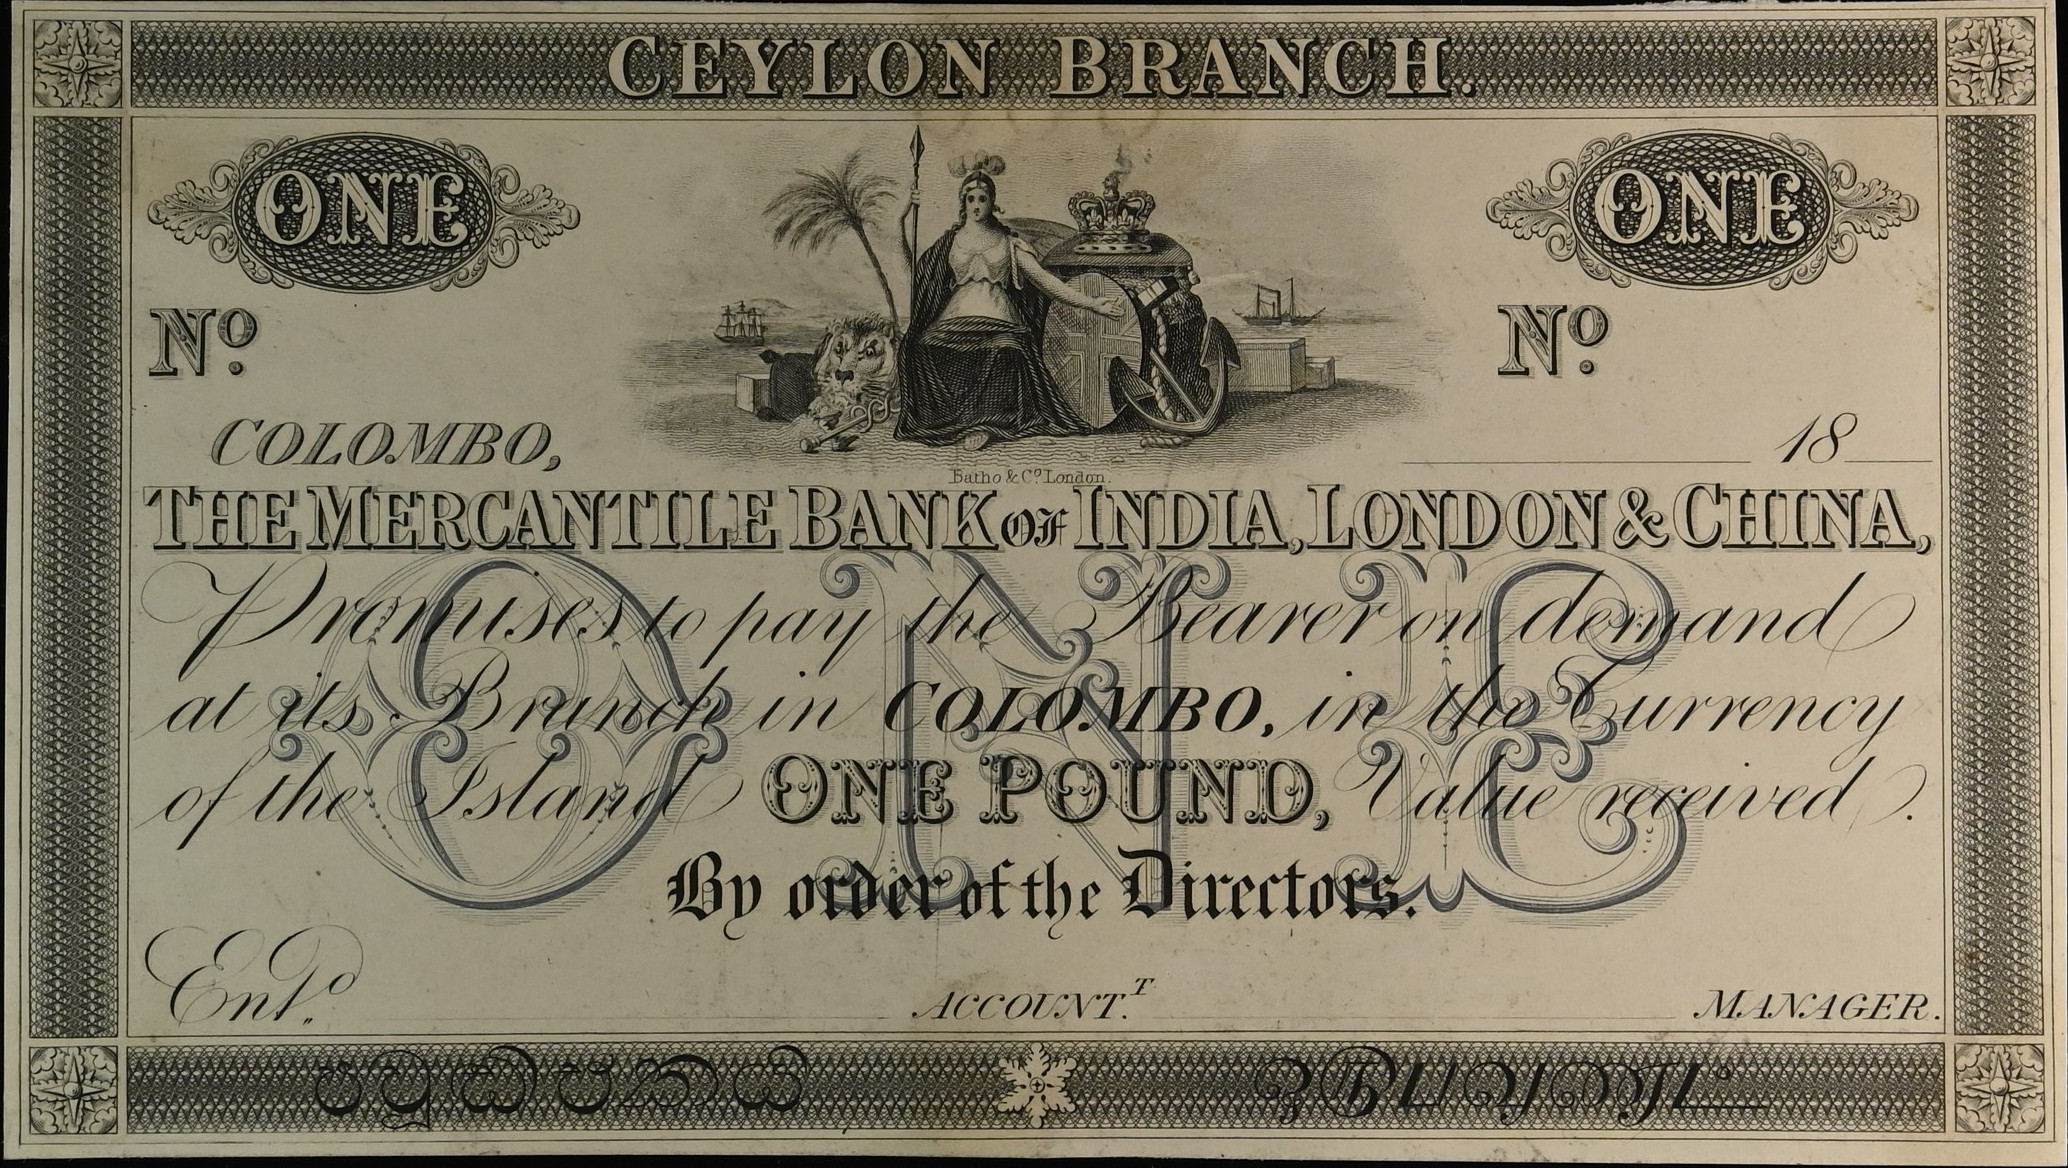 CEYLON BRANCH.
ONE ONE
Nº. Nº.
COLOMBO, 18
Batho & Cº. London.
THE MERCANTILE BANK OF INDIA, LONDON & CHINA,
Promises to pay the Bearer on demand
at its Branch in COLOMBO, in the Currency
of the Island ONE POUND, Value received.
ONE
By order of the Directors.
Entd. ACCOUNT.T MANAGER.